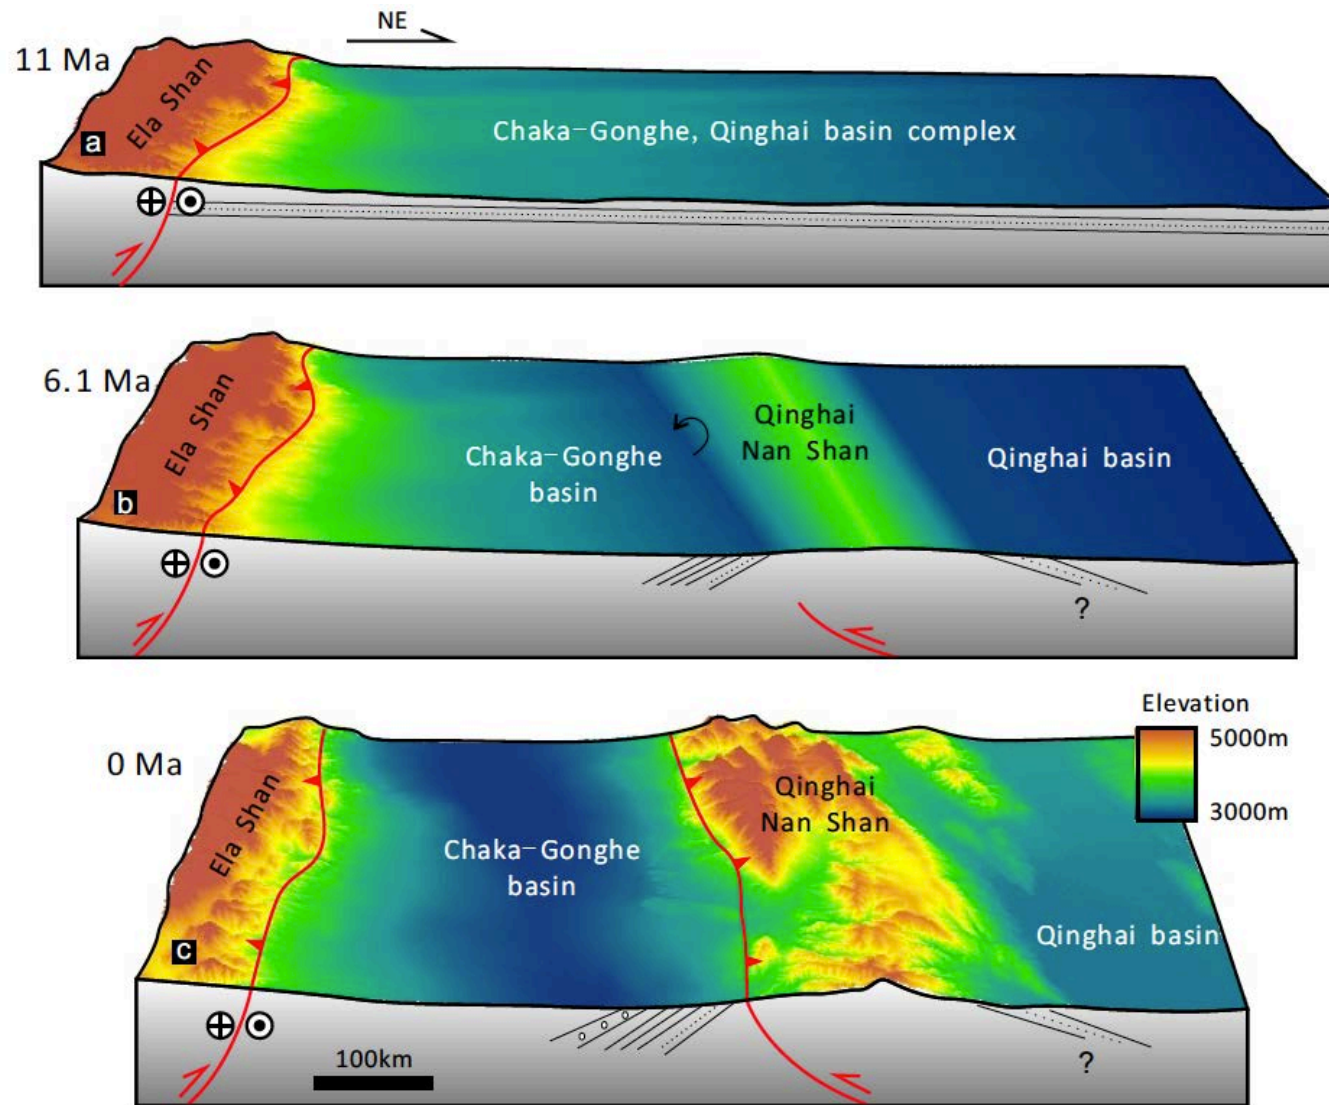 NE
11 Ma
Ela Shan
a
Chaka-Gonghe, Qinghai basin complex
6.1 Ma
Ela Shan
b
Chaka-Gonghe
basin
Qinghai
Nan Shan
Qinghai basin
?
Elevation
5000m
3000m
0 Ma
Ela Shan
c
Chaka-Gonghe
basin
Qinghai
Nan Shan
Qinghai basin
100km
?